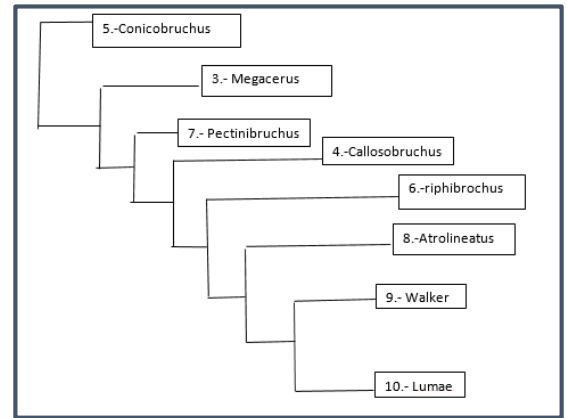 5.-Conicobruchus
3.- Megacerus
7.- Pectinibruchus
4.-Callosobruchus
6.-riphibrochus
8.-Atrolineatus
9.- Walker
10.- Lumae